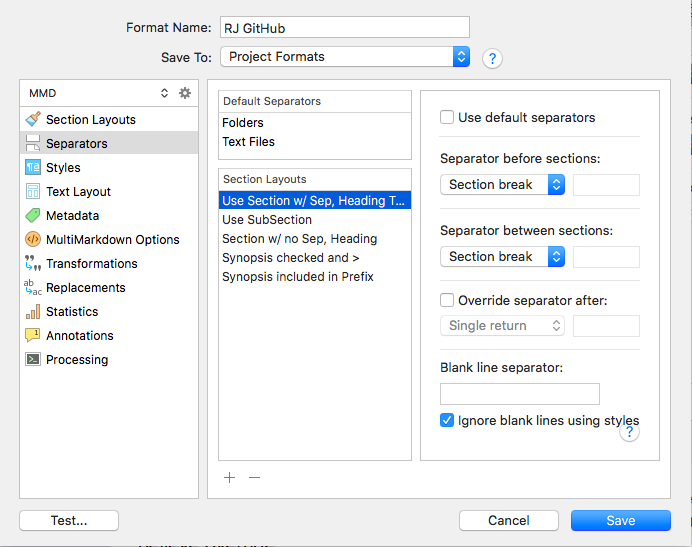 Format Name: RJ GitHub
Save To: Project Formats ?
MMD
Section Layouts
Separators
Styles
Text Layout
Metadata
MultiMarkdown Options
Transformations
Replacements
Statistics
Annotations
Processing
Default Separators
Folders
Text Files
Section Layouts
Use Section w/ Sep, Heading T...
Use SubSection
Section w/ no Sep, Heading
Synopsis checked and >
Synopsis included in Prefix
+ −
Use default separators
Separator before sections:
Section break
Separator between sections:
Section break
Override separator after:
Single return
Blank line separator:
Ignore blank lines using styles
?
Test...
Cancel
Save